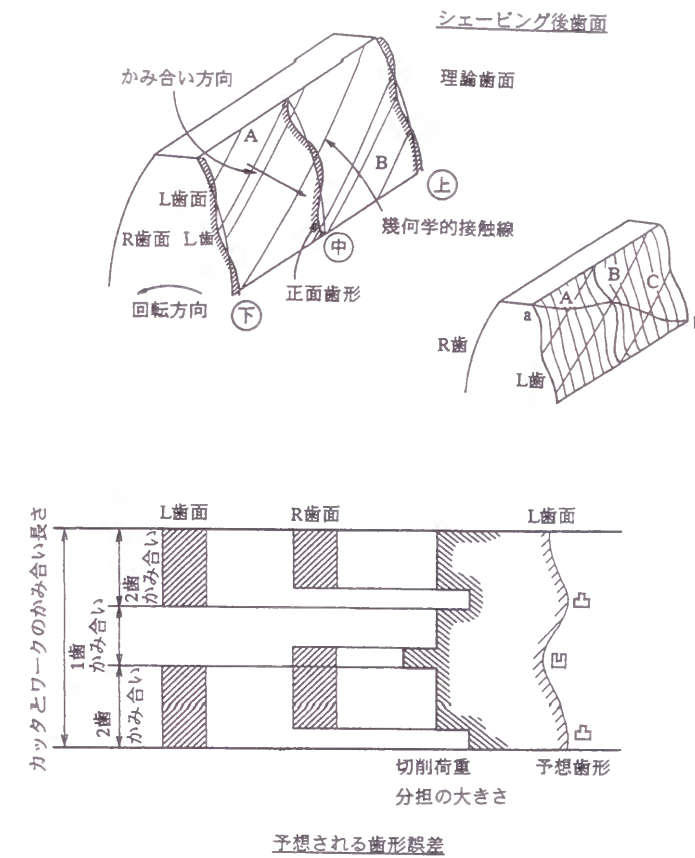 シェービング後歯面
かみ合い方向
理論歯面
A
B
上
L歯面
幾何学的接触線
R歯面 L歯
中
正面歯形
回転方向
下
A
B
C
a
R歯
L歯
L歯面
R歯面
L歯面
カッタとワークのかみ合い長さ
2歯
かみ合い
1歯
かみ合い
2歯
かみ合い
凸
凹
凸
切削荷重
分担の大きさ
予想歯形
予想される歯形誤差